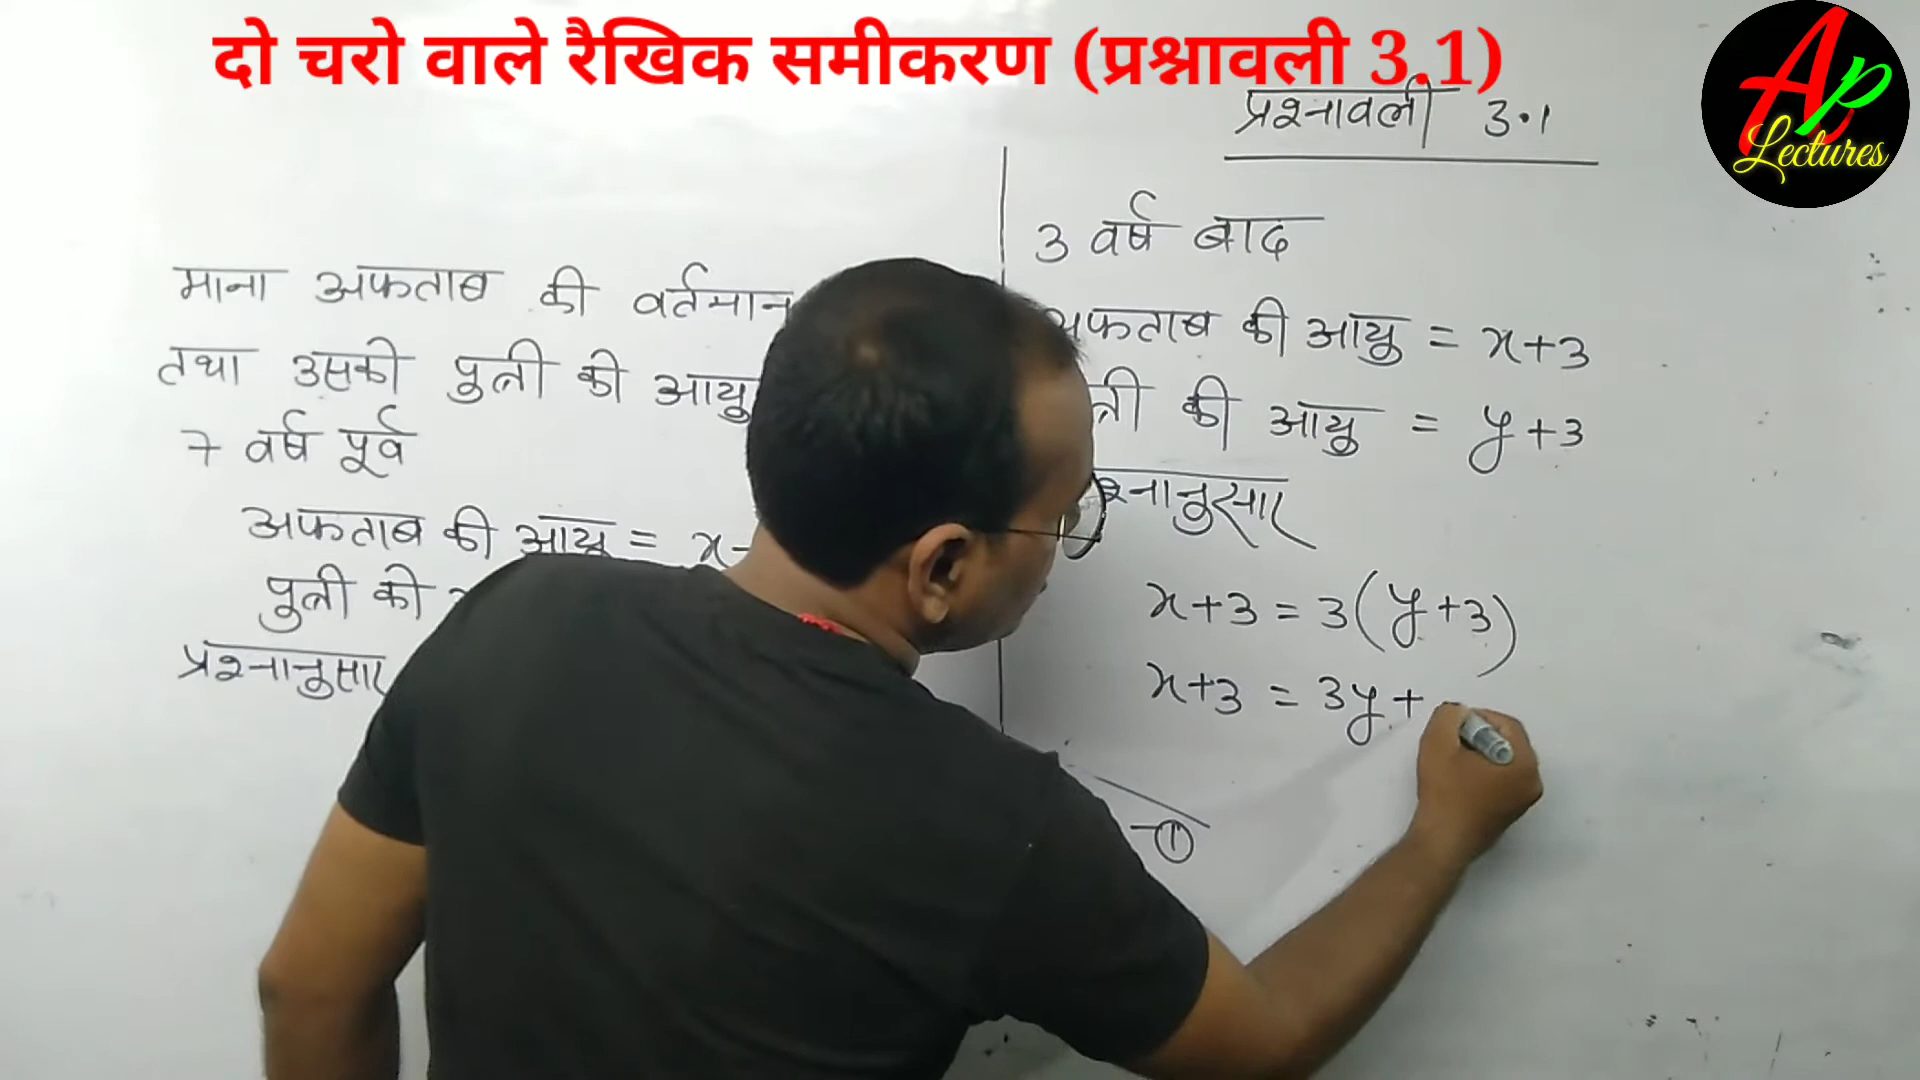 दो चरो वाले रैखिक समीकरण (प्रश्नावली 3.1)
AP
Lectures
प्रश्नावली 3.1
माना अफताब की वर्तमान
तथा उसकी पुत्री की आयु
7 वर्ष पूर्व
अफताब की आयु = x-
पुत्री की
प्रश्नानुसार
3 वर्ष बाद
अफताब की आयु = x+3
की आयु = y+3
x+3 = 3(y+3)
x+3 = 3y+
①